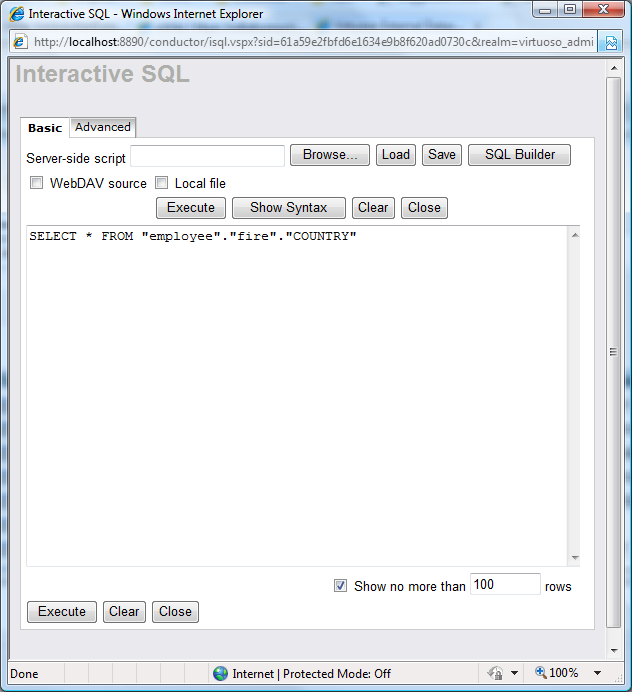 Interactive SQL - Windows Internet Explorer
http://localhost:8890/conductor/isql.vspx?sid=61a59e2fbfd6e1634e9b8f620ad0730c&realm=virtuoso_admi
Interactive SQL
Basic Advanced
Server-side script Browse... Load Save SQL Builder
WebDAV source Local file
Execute Show Syntax Clear Close
SELECT * FROM "employee"."fire"."COUNTRY"
Show no more than 100 rows
Execute Clear Close
Done Internet | Protected Mode: Off 100%